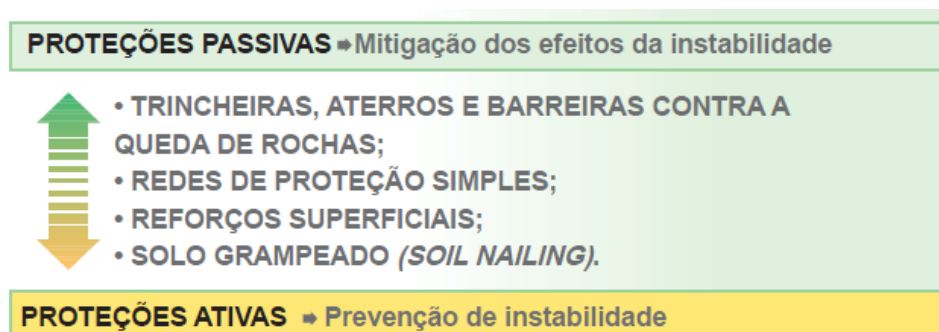 PROTEÇÕES PASSIVAS ➠Mitigação dos efeitos da instabilidade
• TRINCHEIRAS, ATERROS E BARREIRAS CONTRA A
QUEDA DE ROCHAS;
• REDES DE PROTEÇÃO SIMPLES;
• REFORÇOS SUPERFICIAIS;
• SOLO GRAMPEADO (SOIL NAILING).
PROTEÇÕES ATIVAS ➠ Prevenção de instabilidade